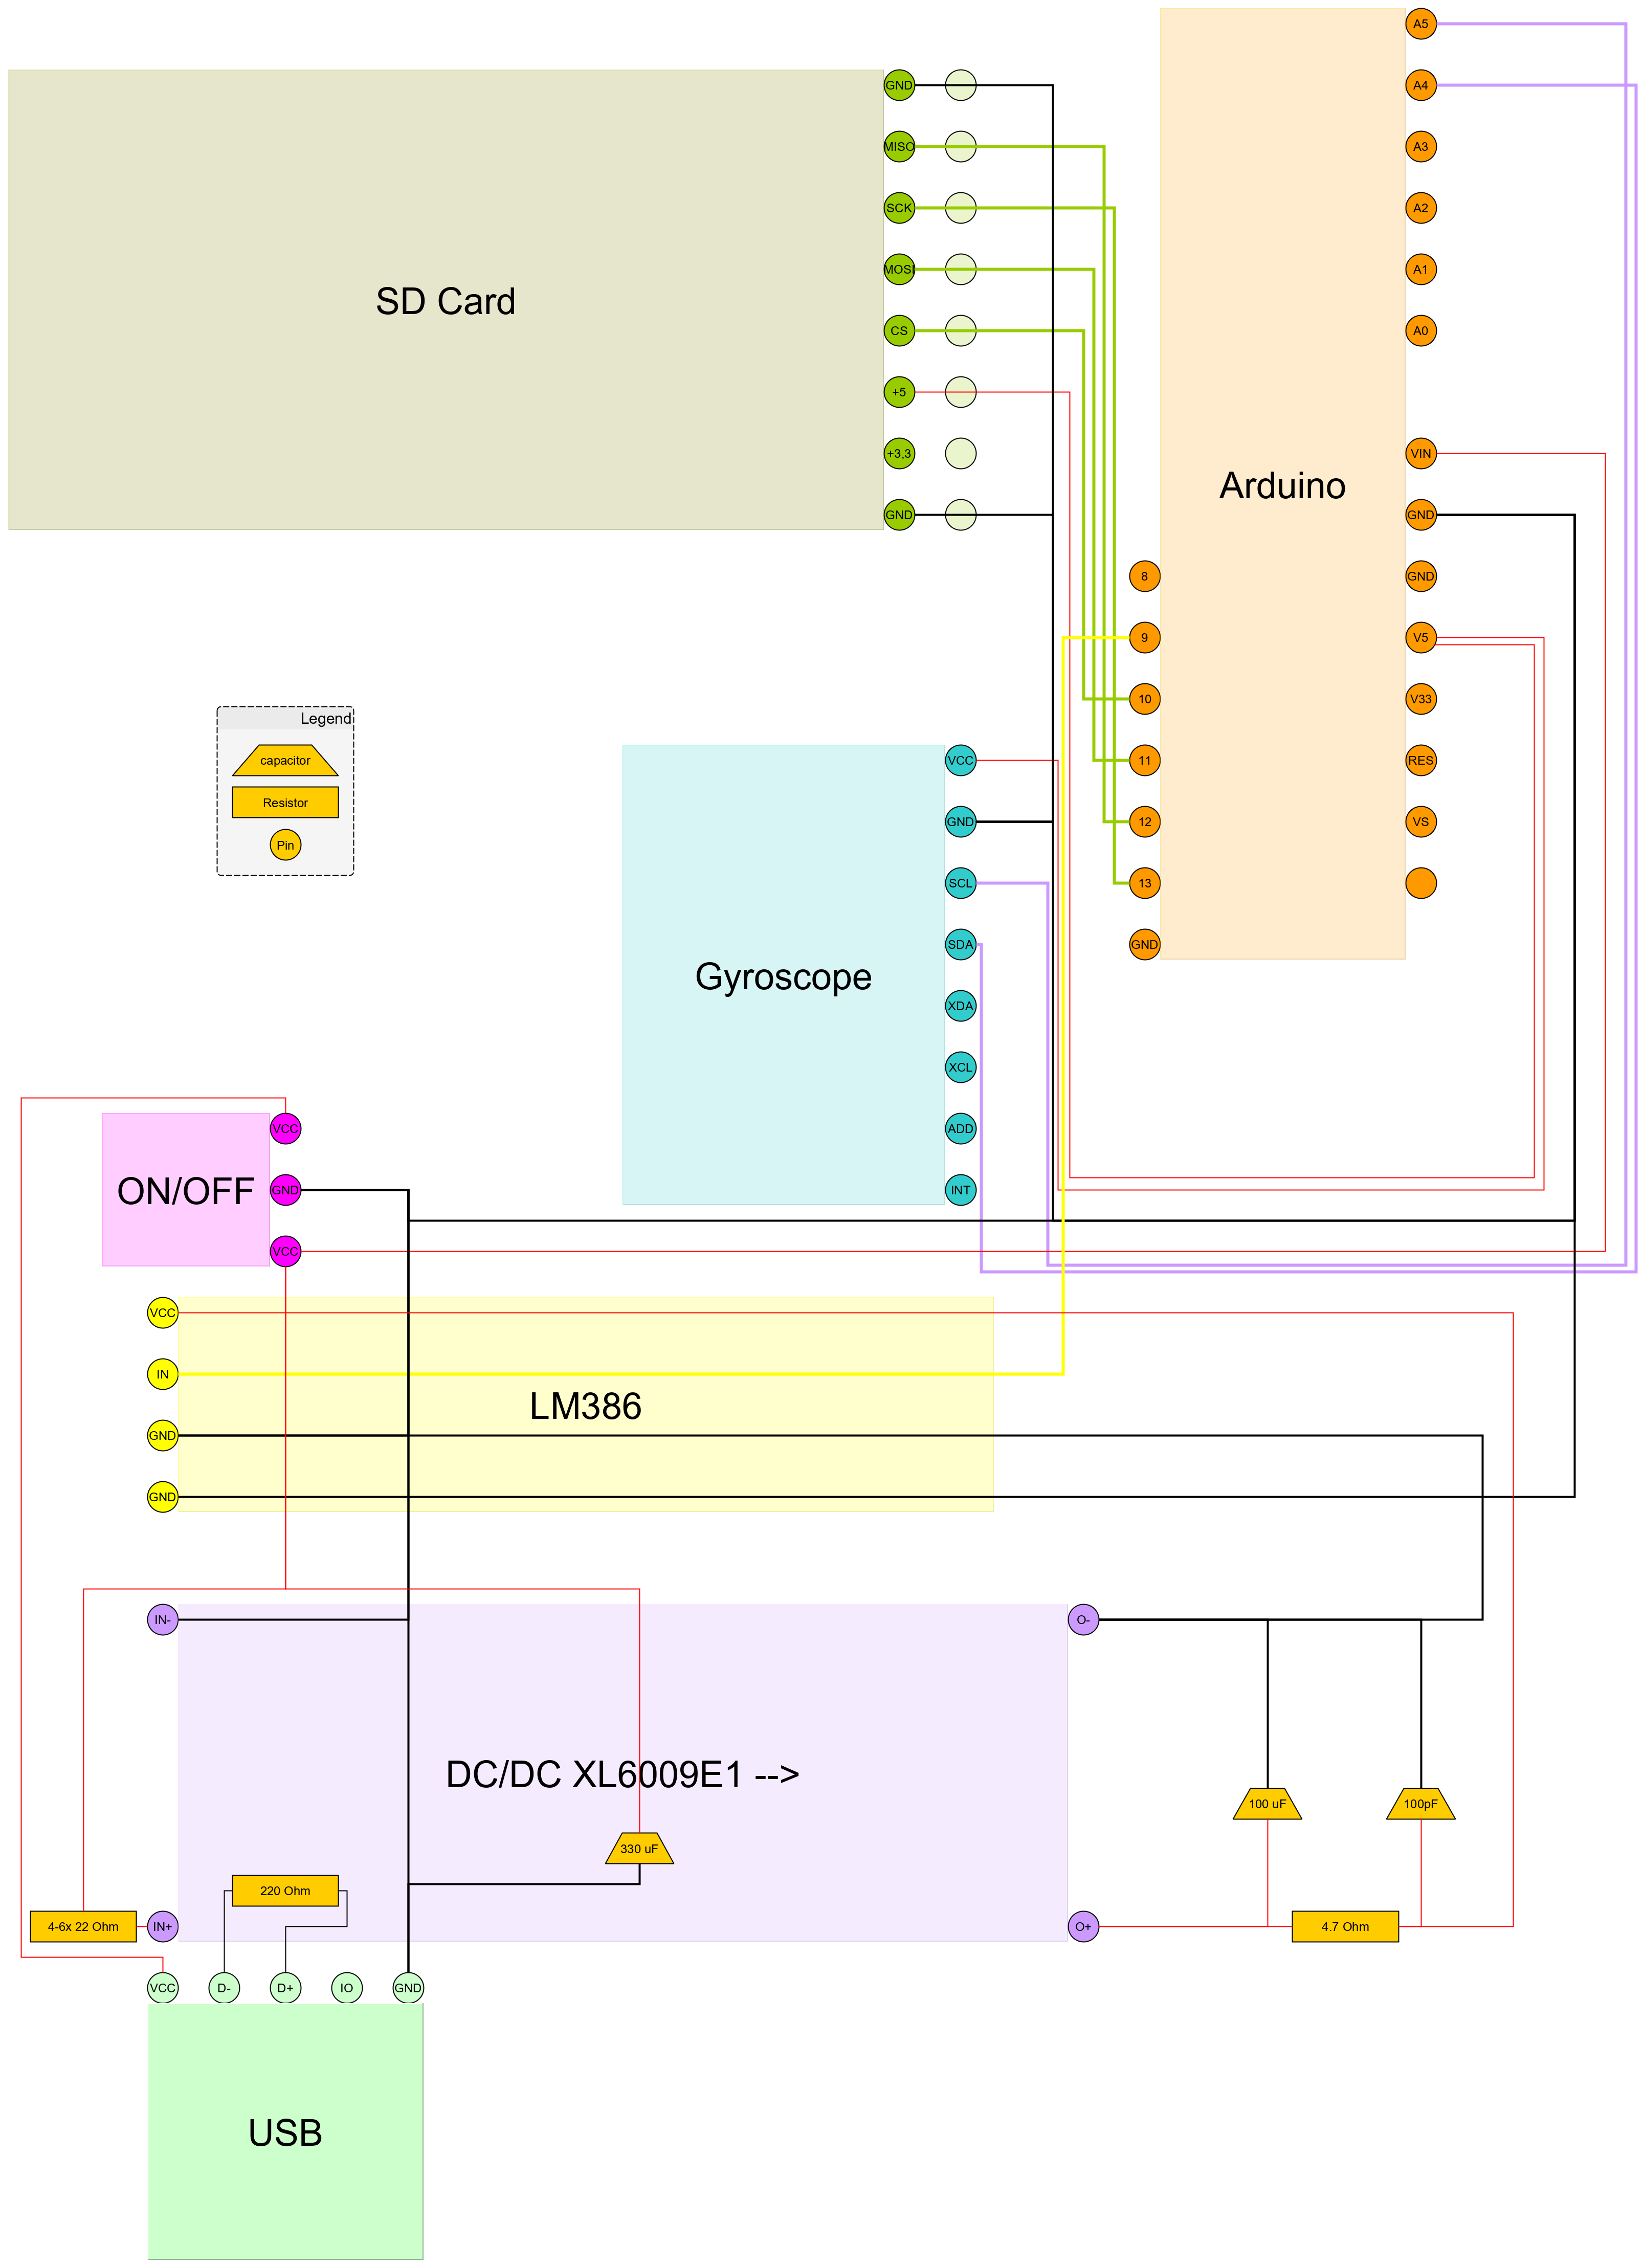 A5
GND
A4
MISO
A3
SCK
A2
MOSI
A1
SD Card
CS
A0
+5
+3,3
VIN
Arduino
GND
GND
8
GND
9
V5
10
V33
Legend
capacitor
Resistor
Pin
VCC
11
RES
GND
12
VS
SCL
13
SDA
GND
Gyroscope
XDA
XCL
VCC
ADD
ON/OFF
GND
INT
VCC
VCC
IN
LM386
GND
GND
IN-
O-
DC/DC XL6009E1 -->
100 uF
100pF
330 uF
220 Ohm
4-6x 22 Ohm
IN+
O+
4.7 Ohm
VCC
D-
D+
IO
GND
USB